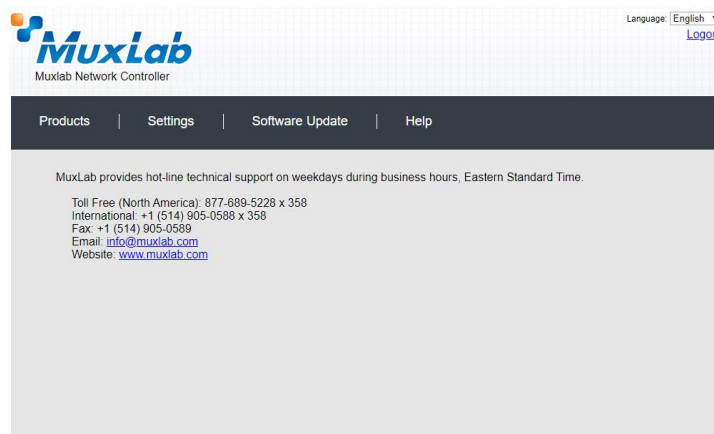 Language: English
MuxLab
Muxlab Network Controller
Products | Settings | Software Update | Help
MuxLab provides hot-line technical support on weekdays during business hours, Eastern Standard Time.
Toll Free (North America): 877-689-5228 x 358
International: +1 (514) 905-0588 x 358
Fax: +1 (514) 905-0589
Email: info@muxlab.com
Website: www.muxlab.com